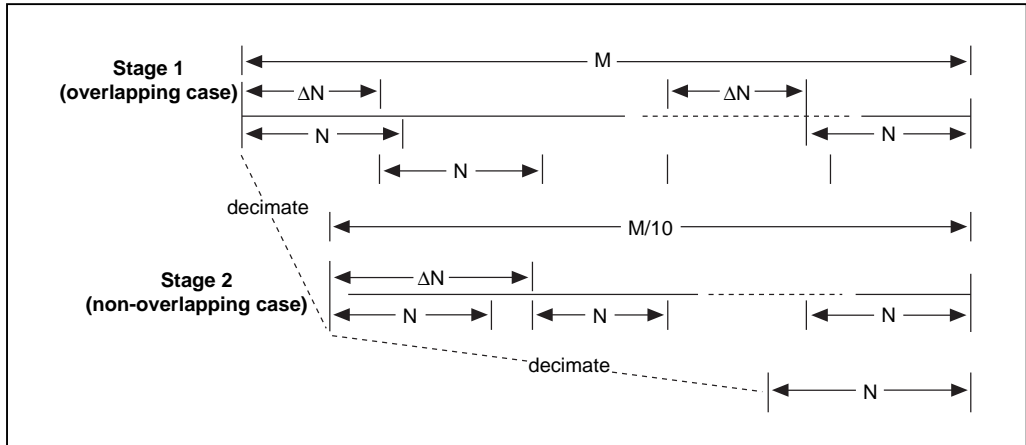 M
Stage 1
(overlapping case)
ΔN
ΔN
N
N
N
decimate
M/10
Stage 2
(non-overlapping case)
ΔN
N
N
N
decimate
N